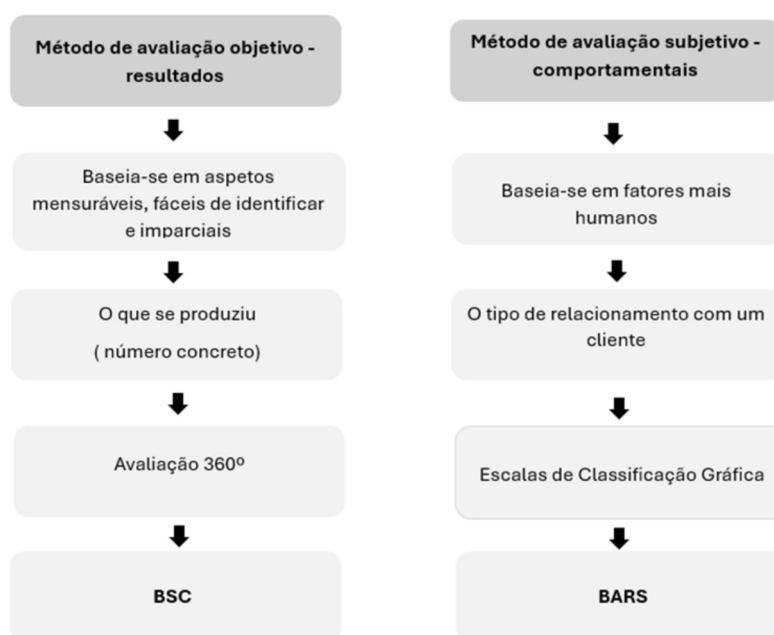 Método de avaliação objetivo -
resultados
Baseia-se em aspetos
mensuráveis, fáceis de identificar
e imparciais
O que se produziu
( número concreto)
Avaliação 360º
BSC
Método de avaliação subjetivo -
comportamentais
Baseia-se em fatores mais
humanos
O tipo de relacionamento com um
cliente
Escalas de Classificação Gráfica
BARS